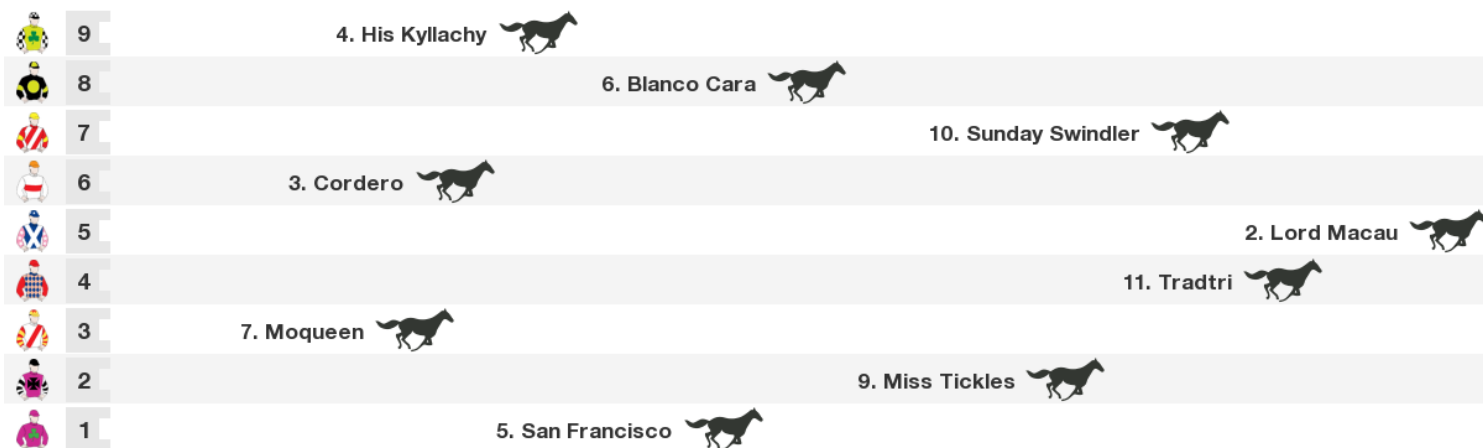 9 4. His Kyllachy
8 6. Blanco Cara
7 10. Sunday Swindler
6 3. Cordero
5 2. Lord Macau
4 11. Tradtri
3 7. Moqueen
2 9. Miss Tickles
1 5. San Francisco